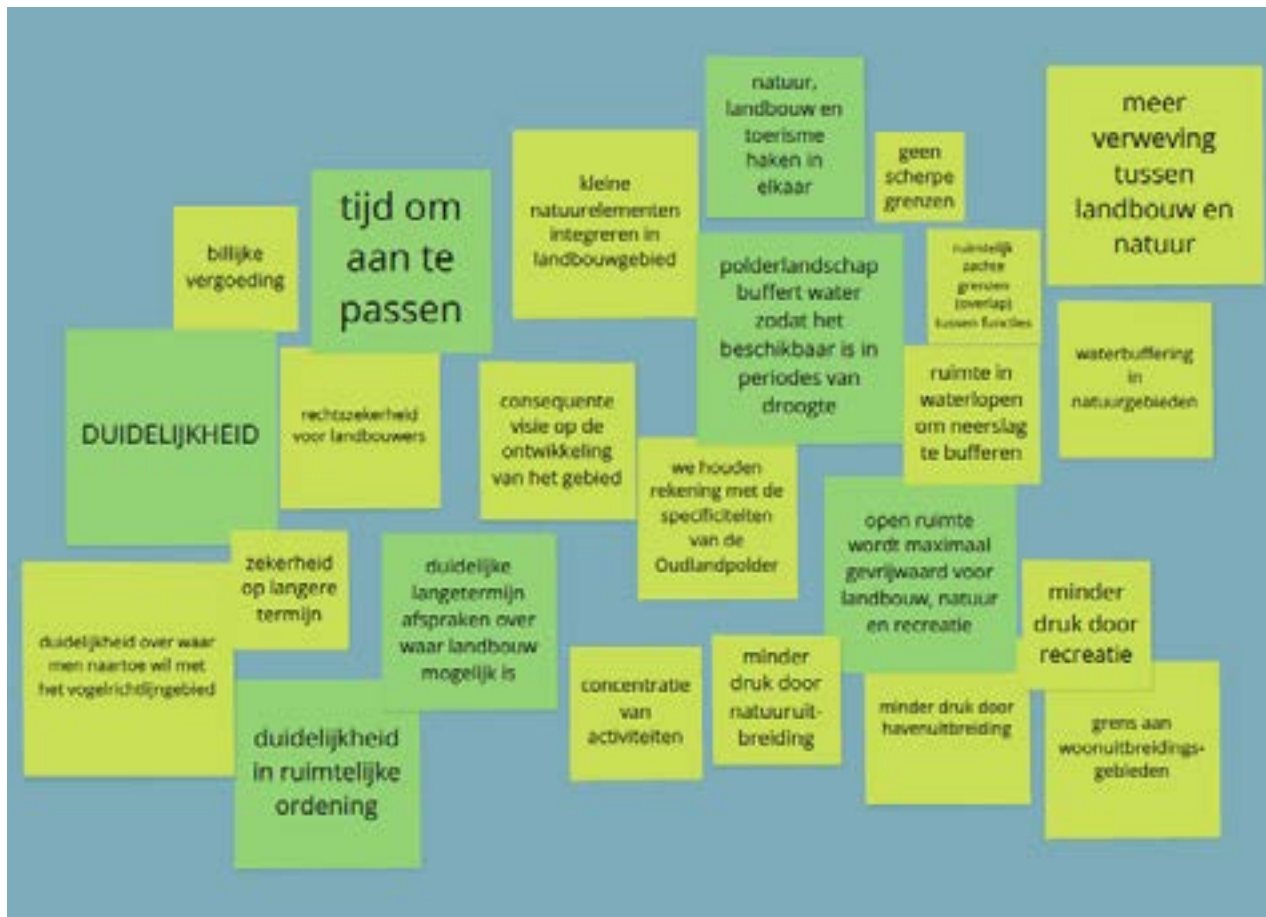 natuur,
landbouw en
toerisme
haken in
elkaar
meer
verweving
tussen
landbouw en
natuur
geen
scherpe
grenzen
kleine
natuurelementen
integreren in
landbouwgebied
tijd om
aan te
passen
billijke
vergoeding
polderlandschap
buffert water
zodat het
beschikbaar is in
periodes van
droogte
ruimtelijk
zachte
grenzen
(overlap)
tussen functies
waterbuffering
in
natuurgebieden
DUIDELIJKHEID
rechtszekerheid
voor landbouwers
consequente
visie op de
ontwikkeling
van het gebied
ruimte in
waterlopen
om neerslag
te bufferen
we houden
rekening met de
specificiteiten
van de
Oudlandpolder
open ruimte
wordt maximaal
gevrijwaard voor
landbouw, natuur
en recreatie
zekerheid
op langere
termijn
duidelijke
langetermijn
afspraken over
waar landbouw
mogelijk is
minder
druk door
recreatie
duidelijkheid over waar
men naartoe wil met
het vogelrichtlijngebied
concentratie
van
activiteiten
minder
druk door
natuuruit-
breiding
minder druk door
havenuitbreiding
grens aan
woonuitbreidings-
gebieden
duidelijkheid
in ruimtelijke
ordening